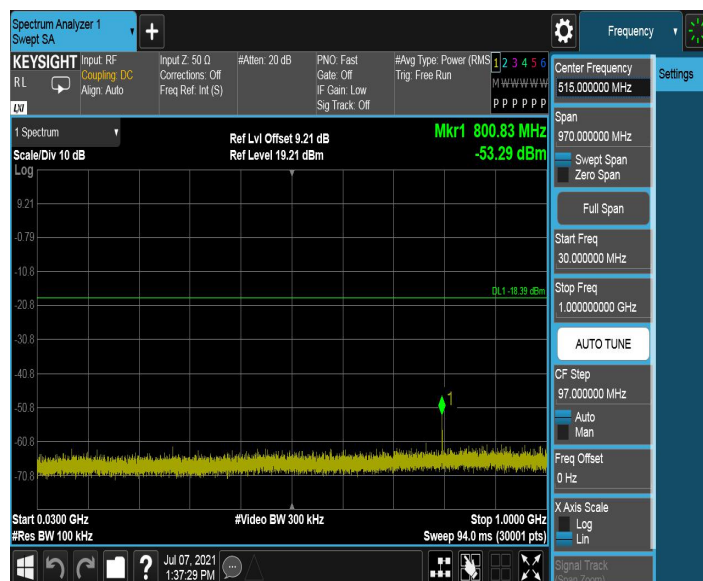 Spectrum Analyzer 1
Swept SA
+
Frequency
KEYSIGHT
RL
LXI
Input: RF
Coupling: DC
Align: Auto
Input Z: 50 Ω
Corrections: Off
Freq Ref: Int (S)
#Atten: 20 dB
PNO: Fast
Gate: Off
IF Gain: Low
Sig Track: Off
#Avg Type: Power (RMS
Trig: Free Run
1 2 3 4 5 6
M W W W W W
P P P P P P
1 Spectrum
Scale/Div 10 dB
Log
Ref Lvl Offset 9.21 dB
Ref Level 19.21 dBm
Mkr1 800.83 MHz
-53.29 dBm
9.21
-0.79
-10.8
-20.8
-30.8
-40.8
-50.8
-60.8
-70.8
DL1 -18.39 dBm
1
Start 0.0300 GHz
#Res BW 100 kHz
#Video BW 300 kHz
Stop 1.0000 GHz
Sweep 94.0 ms (30001 pts)
Jul 07, 2021
1:37:29 PM
?
Center Frequency
515.000000 MHz
Settings
Span
970.000000 MHz
Swept Span
Zero Span
Full Span
Start Freq
30.000000 MHz
Stop Freq
1.000000000 GHz
AUTO TUNE
CF Step
97.000000 MHz
Auto
Man
Freq Offset
0 Hz
X Axis Scale
Log
Lin
Signal Track
(Span Zoom)